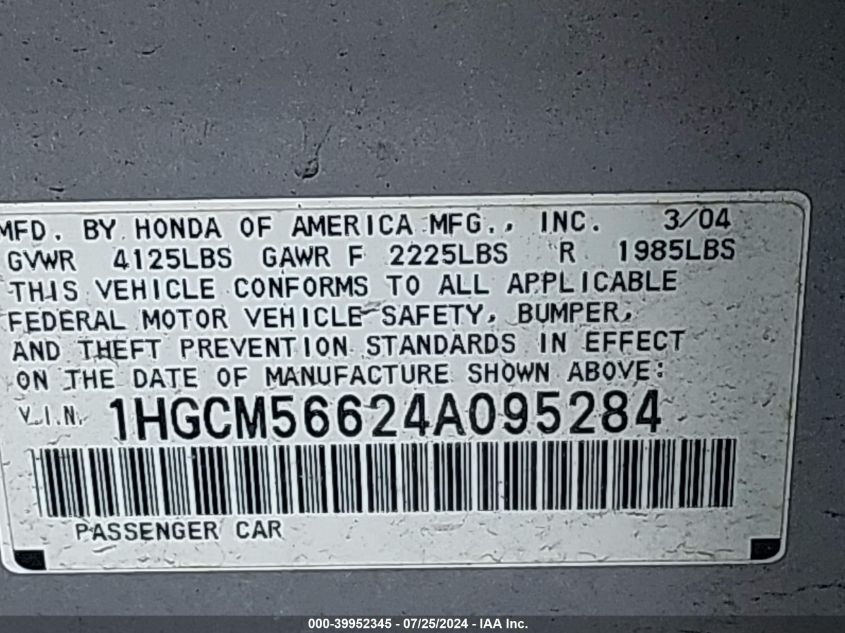 MFD. BY HONDA OF AMERICA MFG., INC. 3/04
GVWR 4125LBS GAWR F 2225LBS R 1985LBS
THIS VEHICLE CONFORMS TO ALL APPLICABLE
FEDERAL MOTOR VEHICLE SAFETY, BUMPER,
AND THEFT PREVENTION STANDARDS IN EFFECT
ON THE DATE OF MANUFACTURE SHOWN ABOVE:
V.I.N. 1HGCM56624A095284
PASSENGER CAR
000-39952345 - 07/25/2024 - IAA Inc.